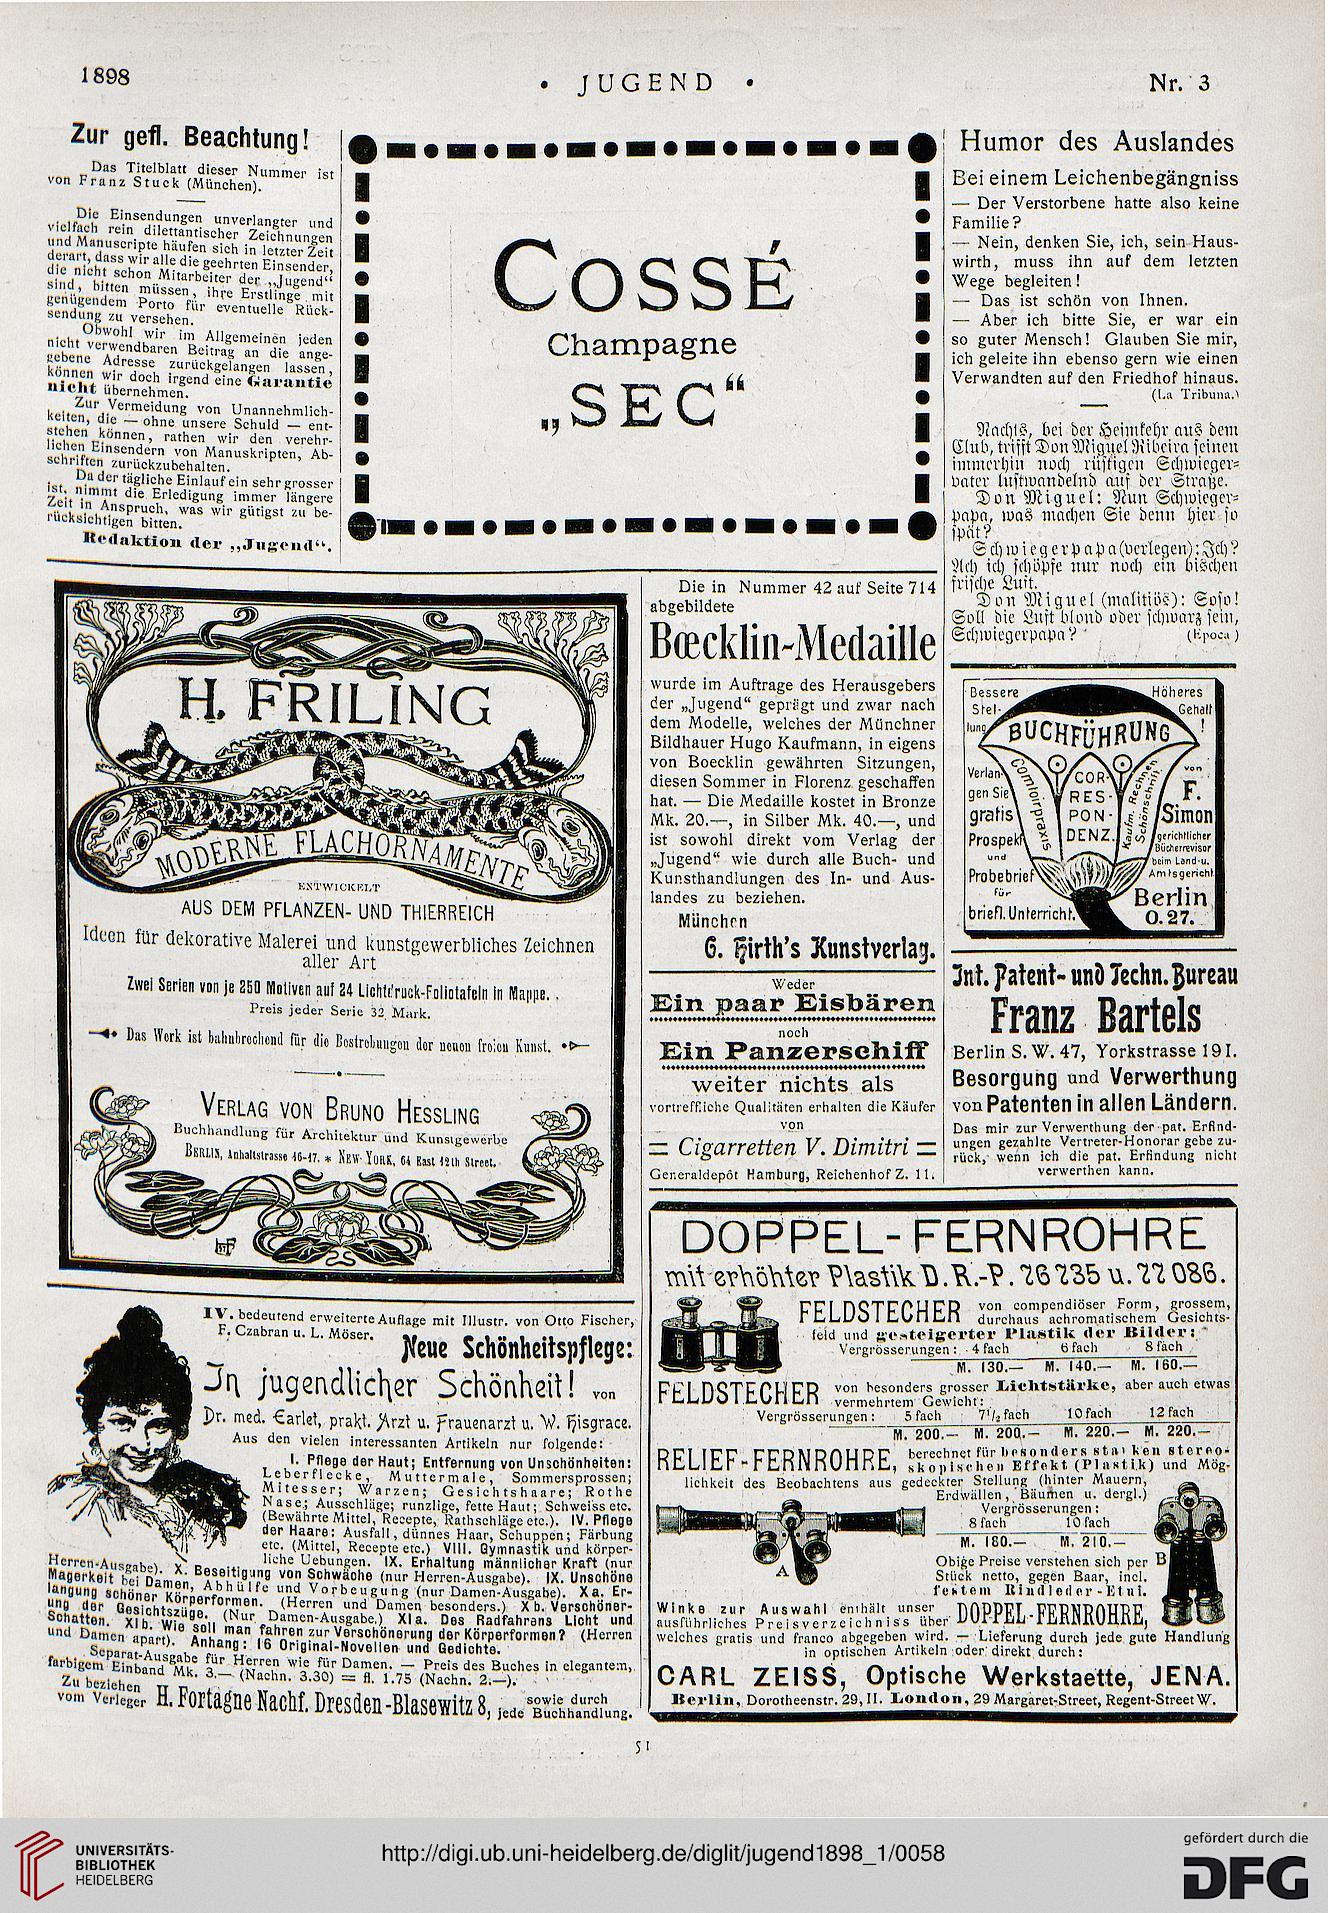 1898
• JUGEND •
Nr. 3
Zur gefl. Beachtung!
Das Titelblatt dieser Nummer ist
von Franz Stuck (München).
Die Einsendungen unverlangter und
vielfach rein dilettantischer Zeichnungen
und Manuscripte häufen sich in letzter Zeit
derart, dass wir alle die geehrten Einsender,
die nicht schon Mitarbeiter der „Jugend“
sind, bitten müssen, ihre Erstlinge mit
genügendem Porto für eventuelle Rück-
sendung zu versehen.
Obwohl wir im Allgemeinen jeden
nicht verwendbaren Beitrag an die ange-
gebene Adresse zurückgelangen lassen,
können wir doch irgend eine Garantie
nicht übernehmen.
Zur Vermeidung von Unannehmlich-
keiten, die — ohne unsere Schuld — ent-
stehen können, rathen wir den verehr-
lichen Einsendern von Manuskripten, Ab-
schriften zurückzubehalten.
Da der tägliche Einlauf ein sehr grosser
ist, nimmt die Erledigung immer längere
Zeit in Anspruch, was wir gütigst zu be-
rücksichtigen bitten.
Redaktion der „Jugend“.
COSSÉ
Champagne
„SEC“
Humor des Auslandes
Bei einem Leichenbegängniss
— Der Verstorbene hatte also keine
Familie?
— Nein, denken Sie, ich, sein Haus-
wirth, muss ihn auf dem letzten
Wege begleiten!
— Das ist schön von Ihnen.
— Aber ich bitte Sie, er war ein
so guter Mensch! Glauben Sie mir,
ich geleite ihn ebenso gern wie einen
Verwandten auf den Friedhof hinaus.
(La Tribuna.)
Nachts, bei der Heimkehr aus dem
Club, trifft Don Miguel Ribeira seinen
immerhin noch rüstigen Schwieger-
vater lustwandelnd auf der Straße.
Don Miguel: Nun Schwieger-
papa, was machen Sie denn hier so
spät?
Schwiegerpapa (verlegen): Ich?
Ach ich schöpfe nur noch ein bischen
frische Luft.
Don Miguel (malitiös): Soso!
Soll die Luft blond oder schwarz sein,
Schwiegerpapa?
(Epoca)
H. FRILING
MODERNE FLACHORNAMENTE
ENTWICKELT
AUS DEM PFLANZEN- UND THIERREICH
Ideen für dekorative Malerei und kunstgewerbliches Zeichnen
aller Art
Zwei Serien von je 250 Motiven auf 24 Lichtdruck-Foliotafeln in Mappe.
Preis jeder Serie 32 Mark.
Das Werk ist bahnbrechend für die Bestrebungen der neuen freien Kunst.
VERLAG VON BRUNO HESSLING
Buchhandlung für Architektur und Kunstgewerbe
BERLIN, Anhaltstrasse 16-17. * NEW-YORK, 64 East 12th Street.
Die in Nummer 42 auf Seite 714
abgebildete
Bœcklin-Medaille
wurde im Auftrage des Herausgebers
der „Jugend“ geprägt und zwar nach
dem Modelle, welches der Münchner
Bildhauer Hugo Kaufmann, in eigens
von Boecklin gewährten Sitzungen,
diesen Sommer in Florenz geschaffen
hat. — Die Medaille kostet in Bronze
Mk. 20.—, in Silber Mk. 40.—, und
ist sowohl direkt vom Verlag der
„Jugend“ wie durch alle Buch- und
Kunsthandlungen des In- und Aus-
landes zu beziehen.
München
G. Hirth's Kunstverlag.
Weder
Ein paar Eisbären
noch
Ein Panzerschiff
weiter nichts als
vortreffliche Qualitäten erhalten die Käufer
von
Cigarretten V. Dimitri
Generaldepôt Hamburg, Reichenhof Z. 11.
Bessere
Stel-
lung
Höheres
Gehalt
!
BUCHFÜHRUNG
Comptoirpraxis
COR-
RES-
PON-
DENZ
Kaufm. Rechnen
Schönschrift
Verlan-
gen Sie
gratis
Prospekt
und
Probebrief
für
briefl. Unterricht.
von
F.
Simon
gerichtlicher
Bücherrevisor
beim Land-u.
Amtsgericht
Berlin
O. 27.
Int. Patent- und Techn. Bureau
Franz Bartels
Berlin S. W. 47, Yorkstrasse 19 I.
Besorgung und Verwerthung
von Patenten in allen Ländern.
Das mir zur Verwerthung der pat. Erfind-
ungen gezahlte Vertreter-Honorar gebe zu-
rück, wenn ich die pat. Erfindung nicht
verwerthen kann.
IV. bedeutend erweiterte Auflage mit Illustr. von Otto Fischer,
F. Czabran u. L. Möser.
Neue Schönheitspflege:
In jugendlicher Schönheit! von
Dr. med. Carlet, prakt. Arzt u. Frauenarzt u. W. Hisgrace.
Aus den vielen interessanten Artikeln nur folgende:
I. Pflege der Haut; Entfernung von Unschönheiten:
Leberflecke, Muttermale, Sommersprossen;
Mitesser; Warzen; Gesichtshaare; Rothe
Nase; Ausschläge; runzlige, fette Haut; Schweiss etc.
(Bewährte Mittel, Recepte, Rathschläge etc.). IV. Pflege
der Haare: Ausfall, dünnes Haar, Schuppen; Färbung
etc. (Mittel, Recepte etc.) VIII. Gymnastik und körper-
liche Uebungen. IX. Erhaltung männlicher Kraft (nur
Herren-Ausgabe). X. Beseitigung von Schwäche (nur Herren-Ausgabe). IX. Unschöne
Magerkeit bei Damen, Abhülfe und Vorbeugung (nur Damen-Ausgabe). Xa. Er-
langung schöner Körperformen. (Herren und Damen besonders.) Xb. Verschöner-
ung der Gesichtszüge. (Nur Damen-Ausgabe.) XIa. Des Radfahrens Licht und
Schatten. XIb. Wie soll man fahren zur Verschönerung der Körperformen? (Herren
und Damen apart). Anhang: 16 Original-Novellen und Gedichte.
Separat-Ausgabe für Herren wie für Damen. — Preis des Buches in elegantem,
farbigem Einband Mk. 3.— (Nachn. 3.30) = fl. 1.75 (Nachn. 2.—).
Zu beziehen
vom Verleger H. Fortagne Nachf. Dresden-Blasewitz 8, sowie durch
jede Buchhandlung.
DOPPEL-FERNROHRE
mit erhöhter Plastik D. R.-P. 76735 u. 77086.
FELDSTECHER von compendiöser Form, grossem,
durchaus achromatischem Gesichts-
feld und gesteigerter Plastik der Bilder:
Vergrösserungen: 4 fach 6 fach 8 fach
M. 130.— M. 140.— M. 160.—
FELDSTECHER von besonders grosser Lichtstärke, aber auch etwas
vermehrtem Gewicht:
Vergrösserungen: 5 fach 7½ fach 10 fach 12 fach
M. 200.— M. 200.— M. 220.— M. 220.—
RELIEF-FERNROHRE, berechnet für besonders starken stereo-
skopischen Effekt (Plastik) und Mög-
lichkeit des Beobachtens aus gedeckter Stellung (hinter Mauern,
Erdwällen, Bäumen u. dergl.)
Vergrösserungen:
8 fach 10 fach
M. 180.— M. 210.—
A
B
Obige Preise verstehen sich per
Stück netto, gegen Baar, incl.
festem Rindleder-Etui.
Winke zur Auswahl enthält unser
ausführliches Preisverzeichniss über DOPPEL-FERNROHRE,
welches gratis und franco abgegeben wird. — Lieferung durch jede gute Handlung
in optischen Artikeln oder direkt durch:
CARL ZEISS, Optische Werkstaette, JENA.
Berlin, Dorotheenstr. 29, II. London, 29 Margaret-Street, Regent-Street W.
51
UNIVERSITÄTS-
BIBLIOTHEK
HEIDELBERG
http://digi.ub.uni-heidelberg.de/diglit/jugend1898_1/0058
gefördert durch die
DFG